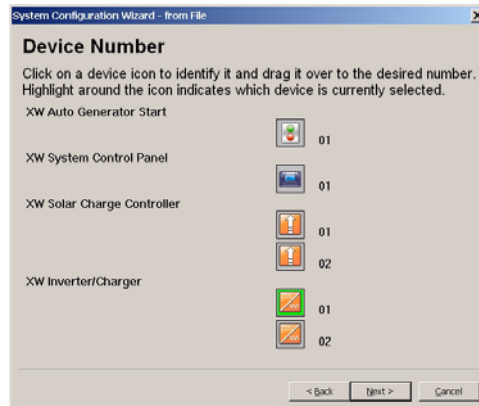 System Configuration Wizard - from File
Device Number
Click on a device icon to identify it and drag it over to the desired number.
Highlight around the icon indicates which device is currently selected.
XW Auto Generator Start
01
XW System Control Panel
01
XW Solar Charge Controller
01
02
XW Inverter/Charger
01
02
< Back Next > Cancel